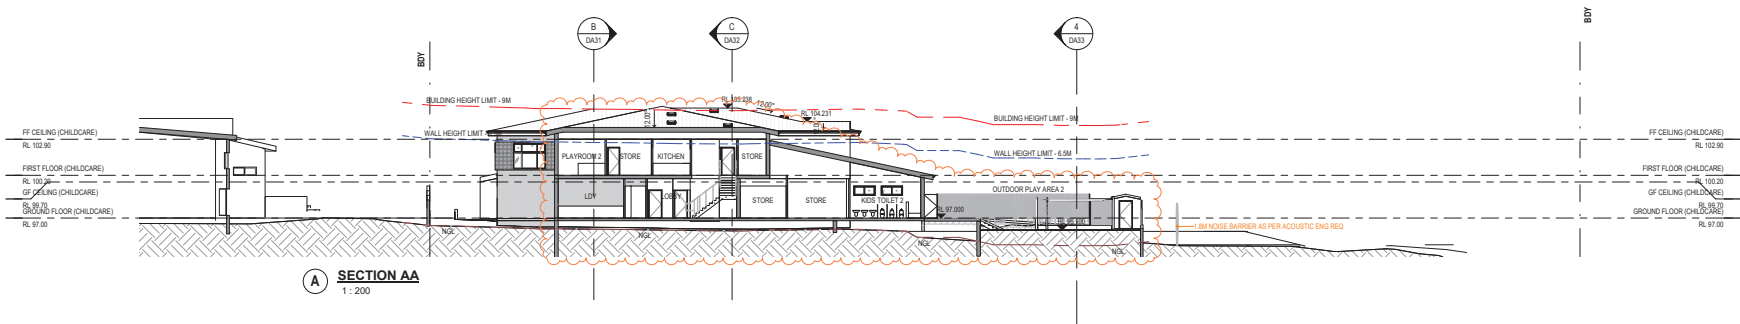 B
DA31
C
DA32
4
DA33
BDY
BDY
BUILDING HEIGHT LIMIT - 9M
RL 105.238
12.00°
RL 104.231
12.00°
BUILDING HEIGHT LIMIT - 9M
FF CEILING (CHILDCARE)
RL 102.90
WALL HEIGHT LIMIT
WALL HEIGHT LIMIT - 6.5M
FF CEILING (CHILDCARE)
RL 102.90
PLAYROOM 2
STORE
KITCHEN
STORE
FIRST FLOOR (CHILDCARE)
RL 100.20
FIRST FLOOR (CHILDCARE)
RL 100.20
GF CEILING (CHILDCARE)
RL 99.70
OUTDOOR PLAY AREA 2
GF CEILING (CHILDCARE)
RL 99.70
LDY
LOBBY
STORE
STORE
KIDS TOILET 2
GROUND FLOOR (CHILDCARE)
RL 97.00
RL 97.000
GROUND FLOOR (CHILDCARE)
RL 97.00
1.8M NOISE BARRIER AS PER ACOUSTIC ENG REQ
NGL
NGL
NGL
NGL
A
SECTION AA
1 : 200